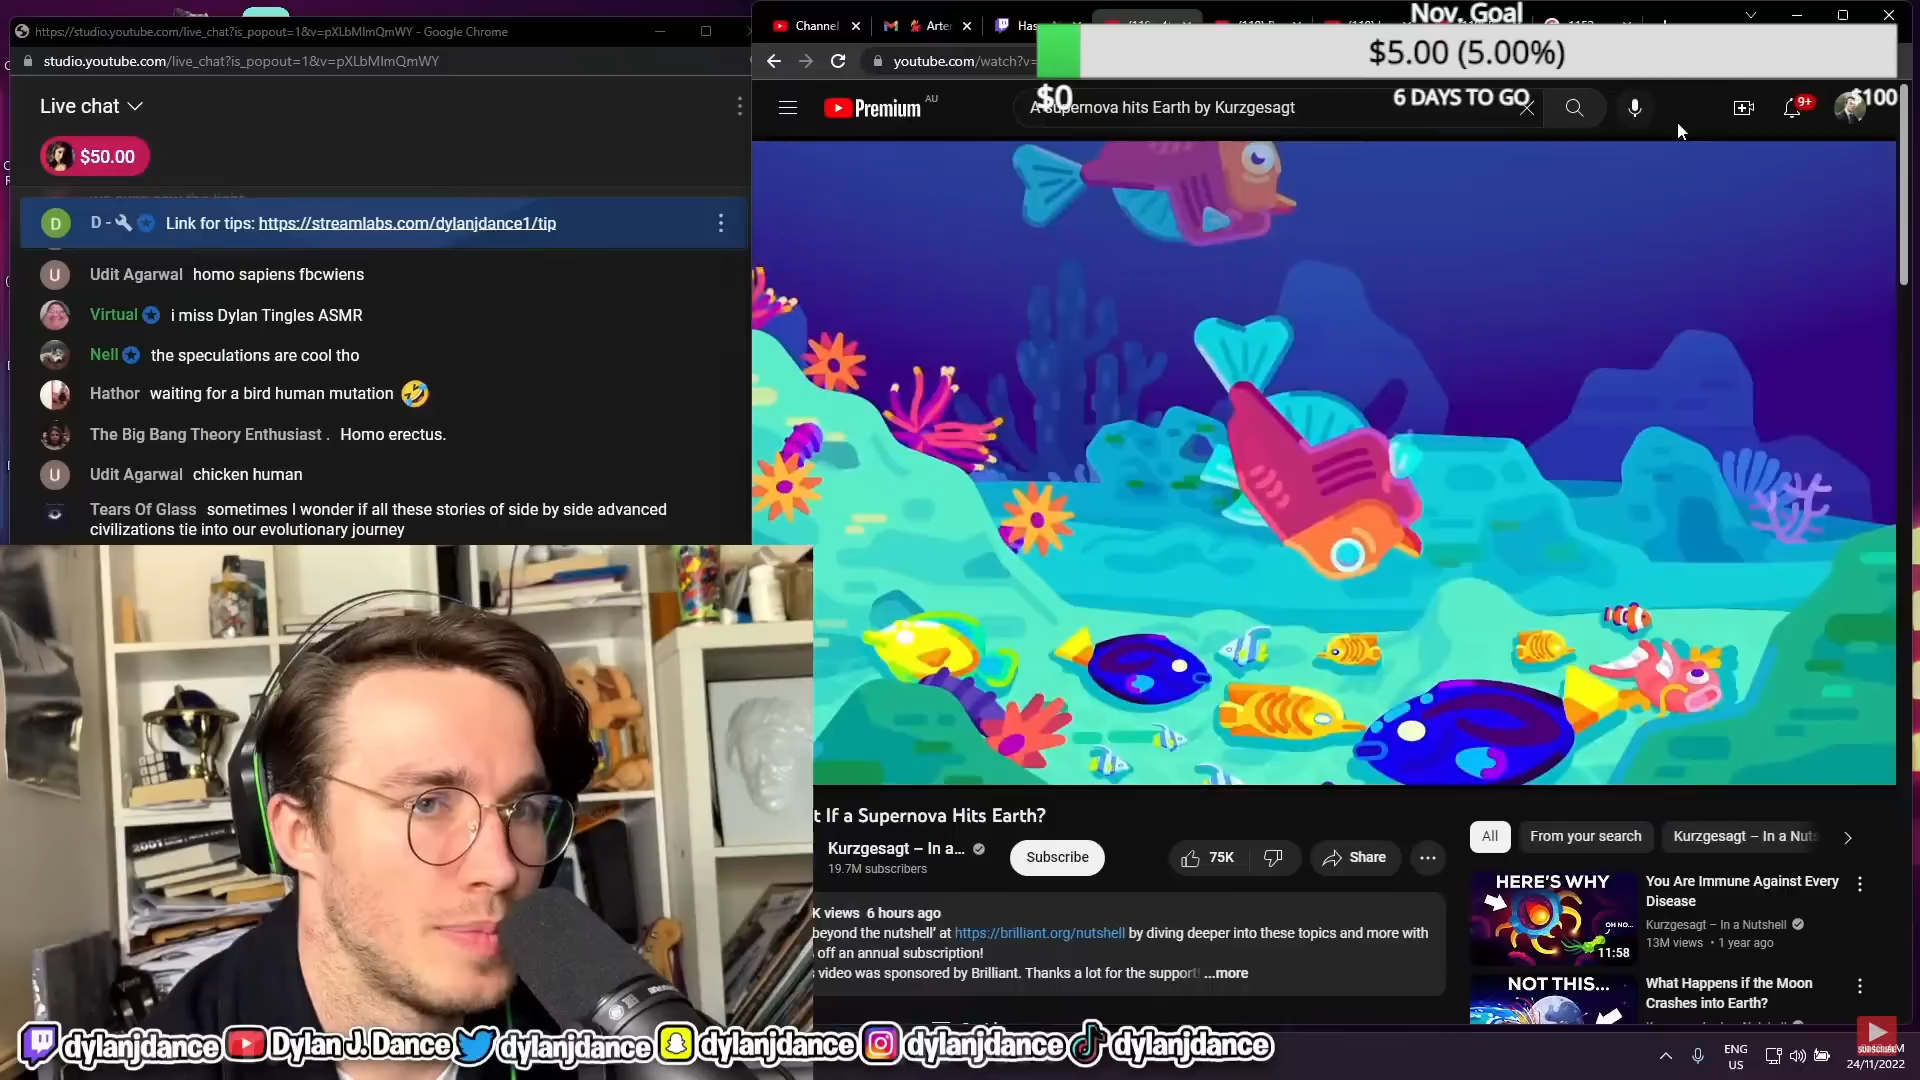 https://studio.youtube.com/live_chat?is_popout=1&v=pXLbMImQmWY - Google Chrome
studio.youtube.com/live_chat?is_popout=1&v=pXLbMImQmWY
Live chat
$50.00
D - Link for tips: https://streamlabs.com/dylanjdance1/tip
Udit Agarwal homo sapiens fbcwiens
Virtual i miss Dylan Tingles ASMR
Nell the speculations are cool tho
Hathor waiting for a bird human mutation
The Big Bang Theory Enthusiast . Homo erectus.
Udit Agarwal chicken human
Tears Of Glass sometimes I wonder if all these stories of side by side advanced
civilizations tie into our evolutionary journey
Channel
Arte
Has
Nov. Goal
youtube.com/watch?v=
$5.00 (5.00%)
$0
6 DAYS TO GO
$100
Premium AU
A supernova hits Earth by Kurzgesagt
9+
t If a Supernova Hits Earth?
Kurzgesagt – In a...
19.7M subscribers
Subscribe
75K
Share
K views 6 hours ago
beyond the nutshell’ at https://brilliant.org/nutshell by diving deeper into these topics and more with
off an annual subscription!
video was sponsored by Brilliant. Thanks a lot for the support! ...more
All
From your search
Kurzgesagt – In a Nuts
HERE'S WHY
OH NO...
11:58
You Are Immune Against Every
Disease
Kurzgesagt – In a Nutshell
13M views • 1 year ago
NOT THIS...
What Happens if the Moon
Crashes into Earth?
2001
dylanjdance
Dylan J. Dance
dylanjdance
dylanjdance
dylanjdance
dylanjdance
ENG
US
SUBSCRIBE
24/11/2022